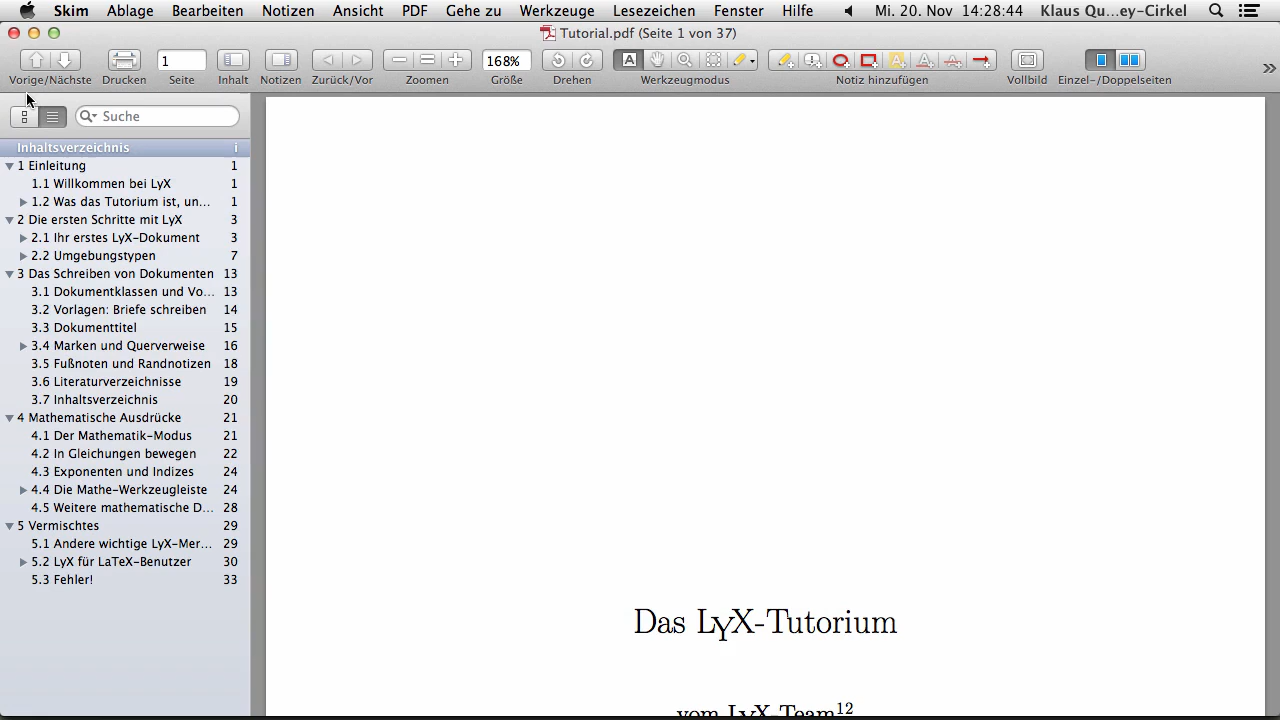 Skim Ablage Bearbeiten Notizen Ansicht PDF Gehe zu Werkzeuge Lesezeichen Fenster Hilfe Mi. 20. Nov 14:28:44 Klaus Qu...ey-Cirkel
Tutorial.pdf (Seite 1 von 37)
1 168% A
Vorige/Nächste Drucken Seite Inhalt Notizen Zurück/Vor Zoomen Größe Drehen Werkzeugmodus Notiz hinzufügen Vollbild Einzel-/Doppelseiten
Suche
Inhaltsverzeichnis i
1 Einleitung 1
1.1 Willkommen bei LyX 1
1.2 Was das Tutorium ist, un... 1
2 Die ersten Schritte mit LyX 3
2.1 Ihr erstes LyX-Dokument 3
2.2 Umgebungstypen 7
3 Das Schreiben von Dokumenten 13
3.1 Dokumentklassen und Vo... 13
3.2 Vorlagen: Briefe schreiben 14
3.3 Dokumenttitel 15
3.4 Marken und Querverweise 16
3.5 Fußnoten und Randnotizen 18
3.6 Literaturverzeichnisse 19
3.7 Inhaltsverzeichnis 20
4 Mathematische Ausdrücke 21
4.1 Der Mathematik-Modus 21
4.2 In Gleichungen bewegen 22
4.3 Exponenten und Indizes 24
4.4 Die Mathe-Werkzeugleiste 24
4.5 Weitere mathematische D... 28
5 Vermischtes 29
5.1 Andere wichtige LyX-Mer... 29
5.2 LyX für LaTeX-Benutzer 30
5.3 Fehler! 33
Das LyX-Tutorium
vom LyX-Team12